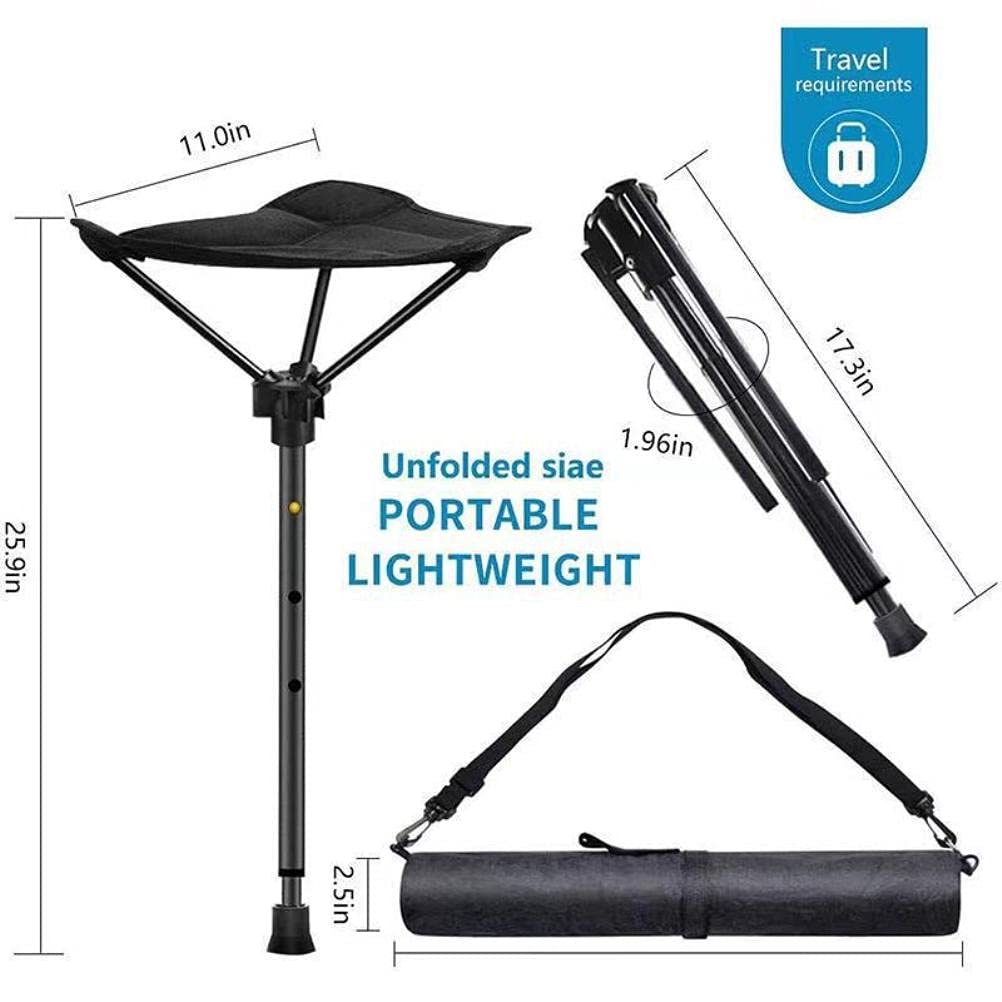 Travel
requirements
11.0in
17.3in
1.96in
Unfolded siae
PORTABLE
LIGHTWEIGHT
25.9in
2.5in